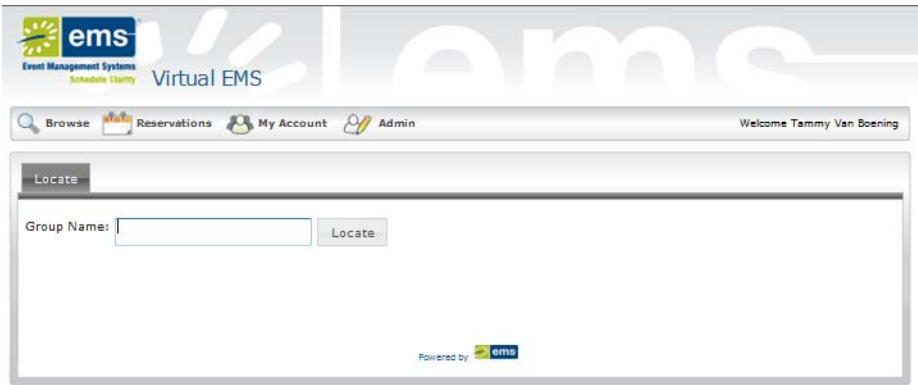 ems
Event Management Systems
Schedule Clarity
Virtual EMS
ems
Browse Reservations My Account Admin Welcome Tammy Van Boening
Locate
Group Name: Locate
Powered by ems